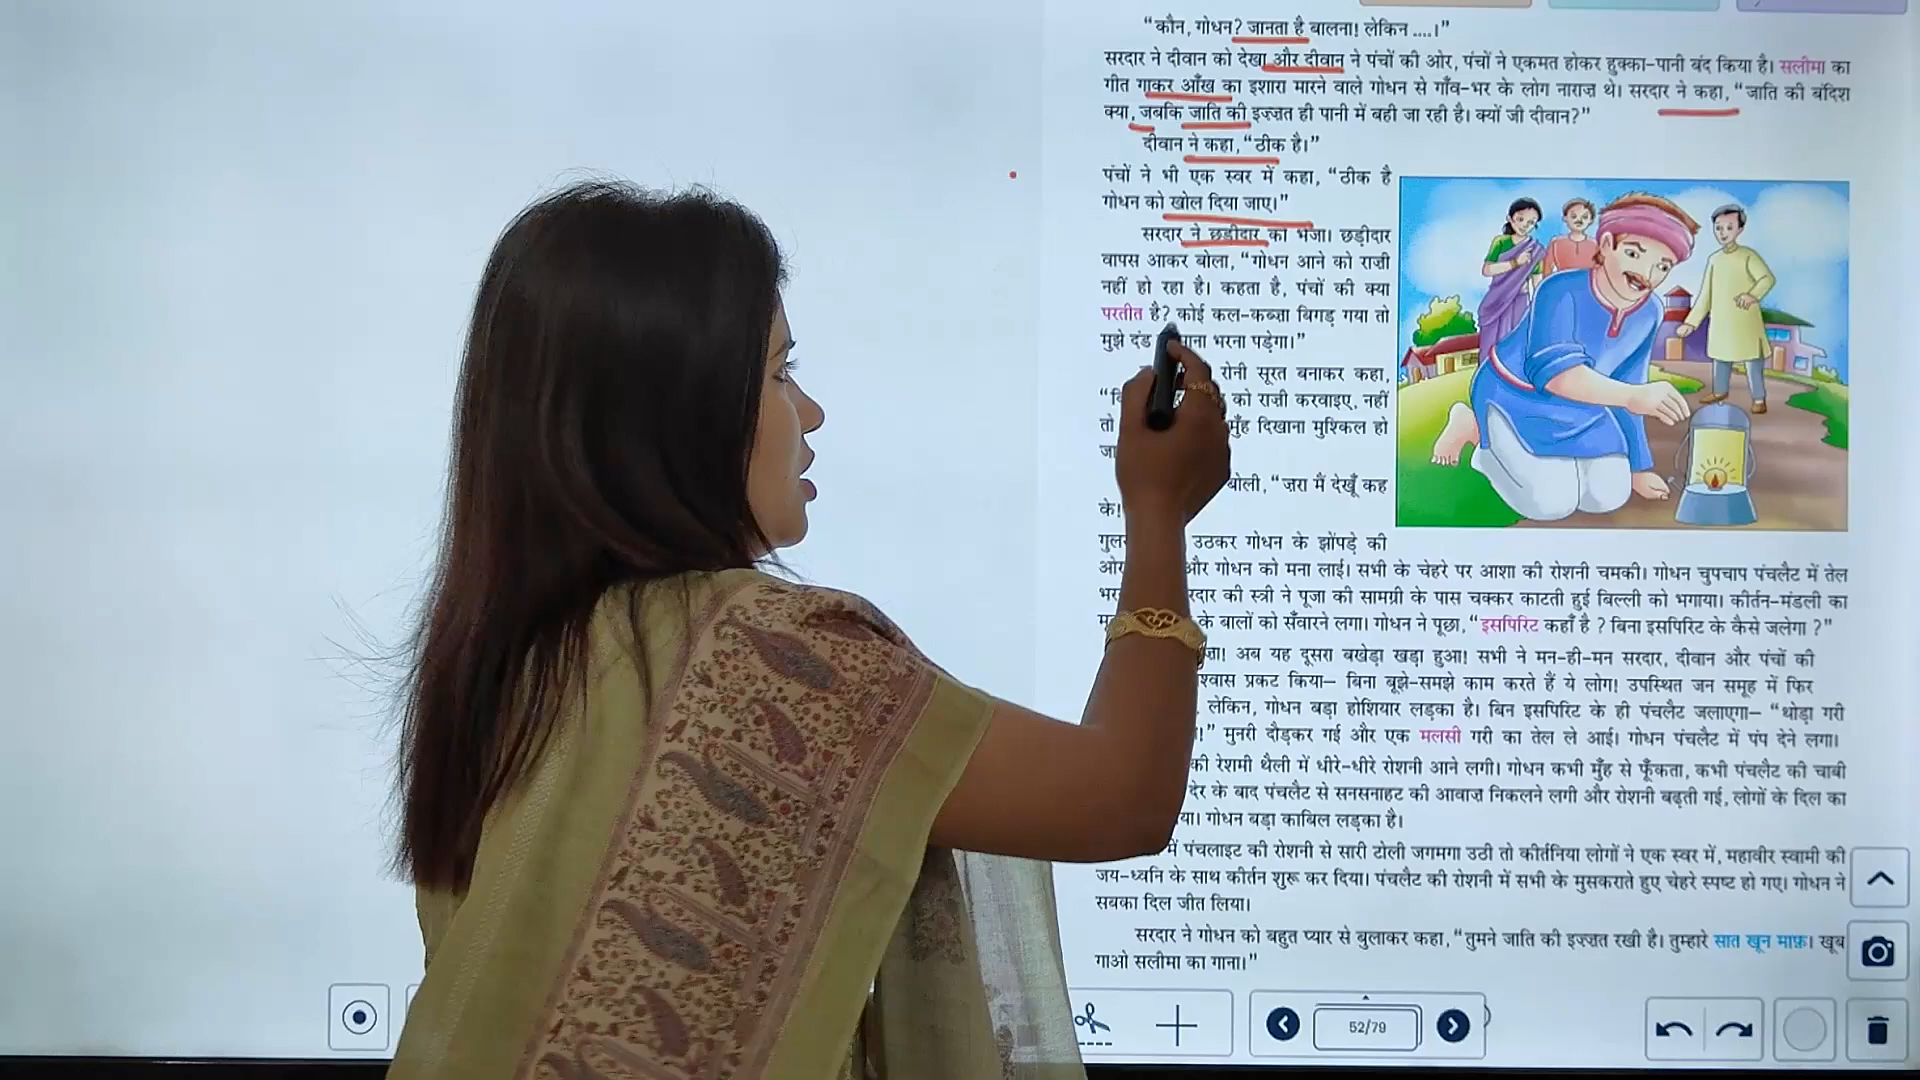 “कौन, गोधन? जानता है बालना! लेकिन ....।”
सरदार ने दीवान को देखा और दीवान ने पंचों की ओर, पंचों ने एकमत होकर हुक्का-पानी बंद किया है। सलीमा का
गीत गाकर आँख का इशारा मारने वाले गोधन से गाँव-भर के लोग नाराज़ थे। सरदार ने कहा, “जाति की बंदिश
क्या, जबकि जाति की इज़्ज़त ही पानी में बही जा रही है। क्यों जी दीवान?”
दीवान ने कहा, “ठीक है।”
पंचों ने भी एक स्वर में कहा, “ठीक है
गोधन को खोल दिया जाए।”
सरदार ने छड़ीदार को भेजा। छड़ीदार
वापस आकर बोला, “गोधन आने को राज़ी
नहीं हो रहा है। कहता है, पंचों की क्या
परतीत है? कोई कल-कब्ज़ा बिगड़ गया तो
मुझे दंड भरना पड़ेगा।”
रोनी सूरत बनाकर कहा,
को राज़ी करवाइए, नहीं
तो मुँह दिखाना मुश्किल हो
बोली, “ज़रा मैं देखूँ कह
के!
उठकर गोधन के झोंपड़े की
ओर और गोधन को मना लाई। सभी के चेहरे पर आशा की रोशनी चमकी। गोधन चुपचाप पंचलैट में तेल
की स्त्री ने पूजा की सामग्री के पास चक्कर काटती हुई बिल्ली को भगाया। कीर्तन-मंडली का
के बालों को सँवारने लगा। गोधन ने पूछा, “इसपिरिट कहाँ है ? बिना इसपिरिट के कैसे जलेगा ?”
अब यह दूसरा बखेड़ा खड़ा हुआ! सभी ने मन-ही-मन सरदार, दीवान और पंचों की
प्रकट किया– बिना बूझे-समझे काम करते हैं ये लोग! उपस्थित जन समूह में फिर
लेकिन, गोधन बड़ा होशियार लड़का है। बिन इसपिरिट के ही पंचलैट जलाएगा– “थोड़ा गरी
मुनरी दौड़कर गई और एक मलसी गरी का तेल ले आई। गोधन पंचलैट में पंप देने लगा।
की रेशमी थैली में धीरे-धीरे रोशनी आने लगी। गोधन कभी मुँह से फूँकता, कभी पंचलैट की चाबी
देर के बाद पंचलैट से सनसनाहट की आवाज़ निकलने लगी और रोशनी बढ़ती गई, लोगों के दिल का
गोधन बड़ा काबिल लड़का है।
में पंचलाइट की रोशनी से सारी टोली जगमगा उठी तो कीर्तनिया लोगों ने एक स्वर में, महावीर स्वामी की
जय-ध्वनि के साथ कीर्तन शुरू कर दिया। पंचलैट की रोशनी में सभी के मुसकराते हुए चेहरे स्पष्ट हो गए। गोधन ने
सबका दिल जीत लिया।
सरदार ने गोधन को बहुत प्यार से बुलाकर कहा, “तुमने जाति की इज़्ज़त रखी है। तुम्हारे सात खून माफ़। खूब
गाओ सलीमा का गाना।”
52/79